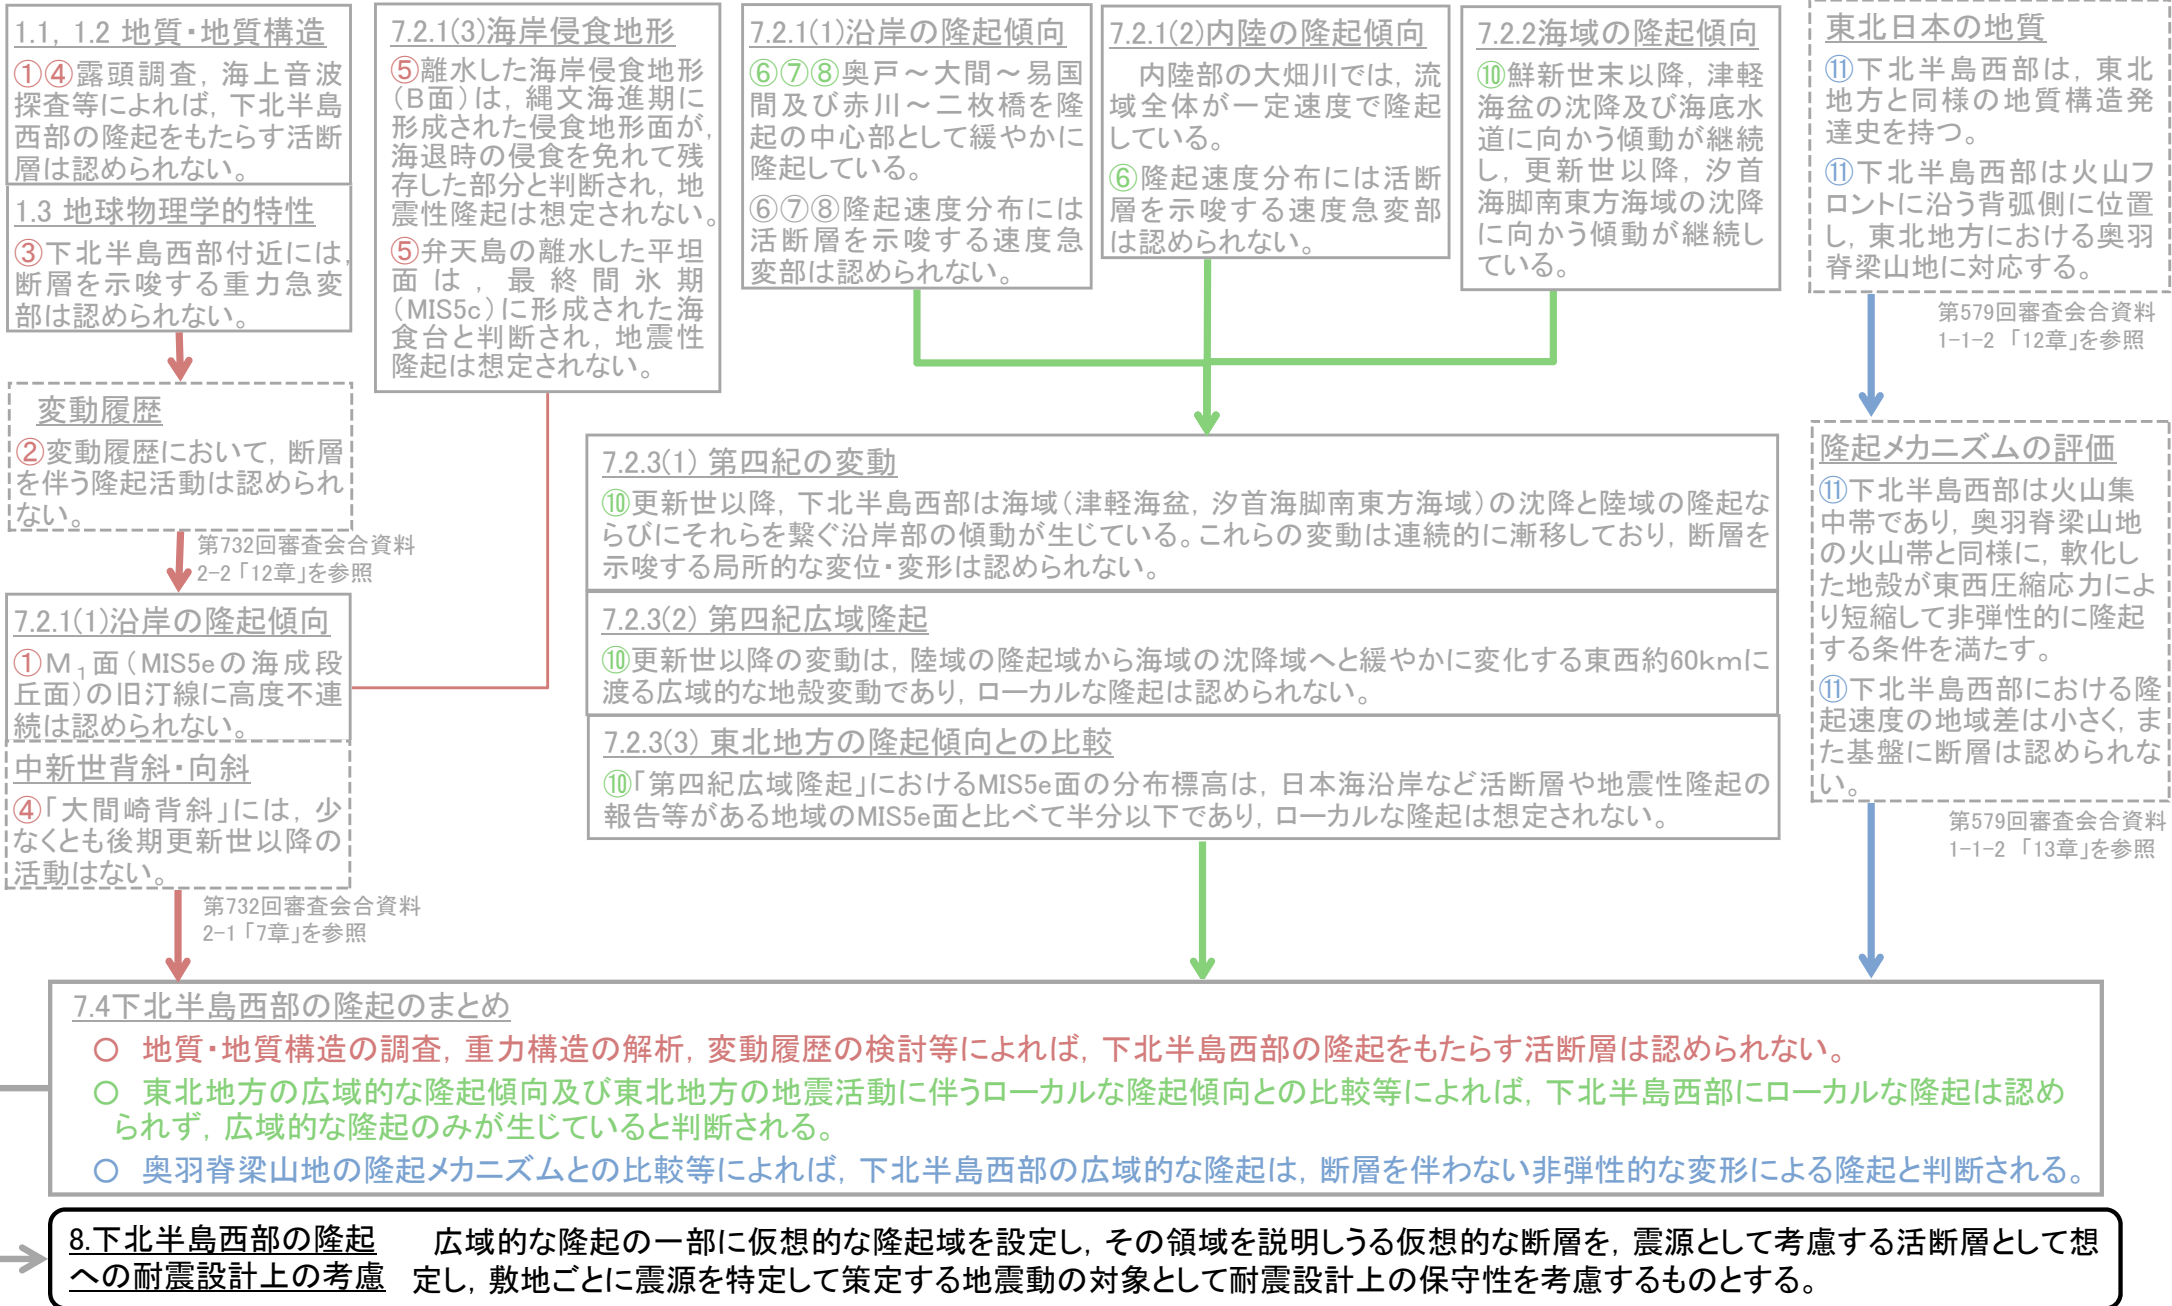 1.1, 1.2 地質・地質構造
①④露頭調査, 海上音波
探査等によれば, 下北半島
西部の隆起をもたらす活断
層は認められない。
1.3 地球物理学的特性
③下北半島西部付近には,
断層を示唆する重力急変
部は認められない。
変動履歴
②変動履歴において, 断層
を伴う隆起活動は認められ
ない。
第732回審査会合資料
2-2 「12章」を参照
7.2.1(1)沿岸の隆起傾向
①M₁面(MIS5eの海成段
丘面)の旧汀線に高度不連
続は認められない。
中新世背斜・向斜
④「大間崎背斜」には, 少
なくとも後期更新世以降の
活動はない。
第732回審査会合資料
2-1 「7章」を参照
7.2.1(3)海岸侵食地形
⑤離水した海岸侵食地形
(B面)は, 縄文海進期に
形成された侵食地形面が,
海退時の侵食を免れて残
存した部分と判断され, 地
震性隆起は想定されない。
⑤弁天島の離水した平坦
面は, 最終間氷期
(MIS5c)に形成された海
食台と判断され, 地震性
隆起は想定されない。
7.2.1(1)沿岸の隆起傾向
⑥⑦⑧奥戸～大間～易国
間及び赤川～二枚橋を隆
起の中心部として緩やかに
隆起している。
⑥⑦⑧隆起速度分布には
活断層を示唆する速度急
変部は認められない。
7.2.1(2)内陸の隆起傾向
内陸部の大畑川では, 流
域全体が一定速度で隆起
している。
⑥隆起速度分布には活断
層を示唆する速度急変部
は認められない。
7.2.2海域の隆起傾向
⑩鮮新世末以降, 津軽
海盆の沈降及び海底水
道に向かう傾動が継続
し, 更新世以降, 汐首
海脚南東方海域の沈降
に向かう傾動が継続し
ている。
7.2.3(1) 第四紀の変動
⑩更新世以降, 下北半島西部は海域(津軽海盆, 汐首海脚南東方海域)の沈降と陸域の隆起な
らびにそれらを繋ぐ沿岸部の傾動が生じている。これらの変動は連続的に漸移しており, 断層を
示唆する局所的な変位・変形は認められない。
7.2.3(2) 第四紀広域隆起
⑩更新世以降の変動は, 陸域の隆起域から海域の沈降域へと緩やかに変化する東西約60kmに
渡る広域的な地殻変動であり, ローカルな隆起は認められない。
7.2.3(3) 東北地方の隆起傾向との比較
⑩「第四紀広域隆起」におけるMIS5e面の分布標高は, 日本海沿岸など活断層や地震性隆起の
報告等がある地域のMIS5e面と比べて半分以下であり, ローカルな隆起は想定されない。
東北日本の地質
⑪下北半島西部は, 東北
地方と同様の地質構造発
達史を持つ。
⑪下北半島西部は火山フ
ロントに沿う背弧側に位置
し, 東北地方における奥羽
脊梁山地に対応する。
第579回審査会合資料
1-1-2 「12章」を参照
隆起メカニズムの評価
⑪下北半島西部は火山集
中帯であり, 奥羽脊梁山地
の火山帯と同様に, 軟化し
た地殻が東西圧縮応力によ
り短縮して非弾性的に隆起
する条件を満たす。
⑪下北半島西部における隆
起速度の地域差は小さく, ま
た基盤に断層は認められな
い。
第579回審査会合資料
1-1-2 「13章」を参照
7.4下北半島西部の隆起のまとめ
○ 地質・地質構造の調査, 重力構造の解析, 変動履歴の検討等によれば, 下北半島西部の隆起をもたらす活断層は認められない。
○ 東北地方の広域的な隆起傾向及び東北地方の地震活動に伴うローカルな隆起傾向との比較等によれば, 下北半島西部にローカルな隆起は認め
られず, 広域的な隆起のみが生じていると判断される。
○ 奥羽脊梁山地の隆起メカニズムとの比較等によれば, 下北半島西部の広域的な隆起は, 断層を伴わない非弾性的な変形による隆起と判断される。
8.下北半島西部の隆起
への耐震設計上の考慮
広域的な隆起の一部に仮想的な隆起域を設定し, その領域を説明しうる仮想的な断層を, 震源として考慮する活断層として想
定し, 敷地ごとに震源を特定して策定する地震動の対象として耐震設計上の保守性を考慮するものとする。